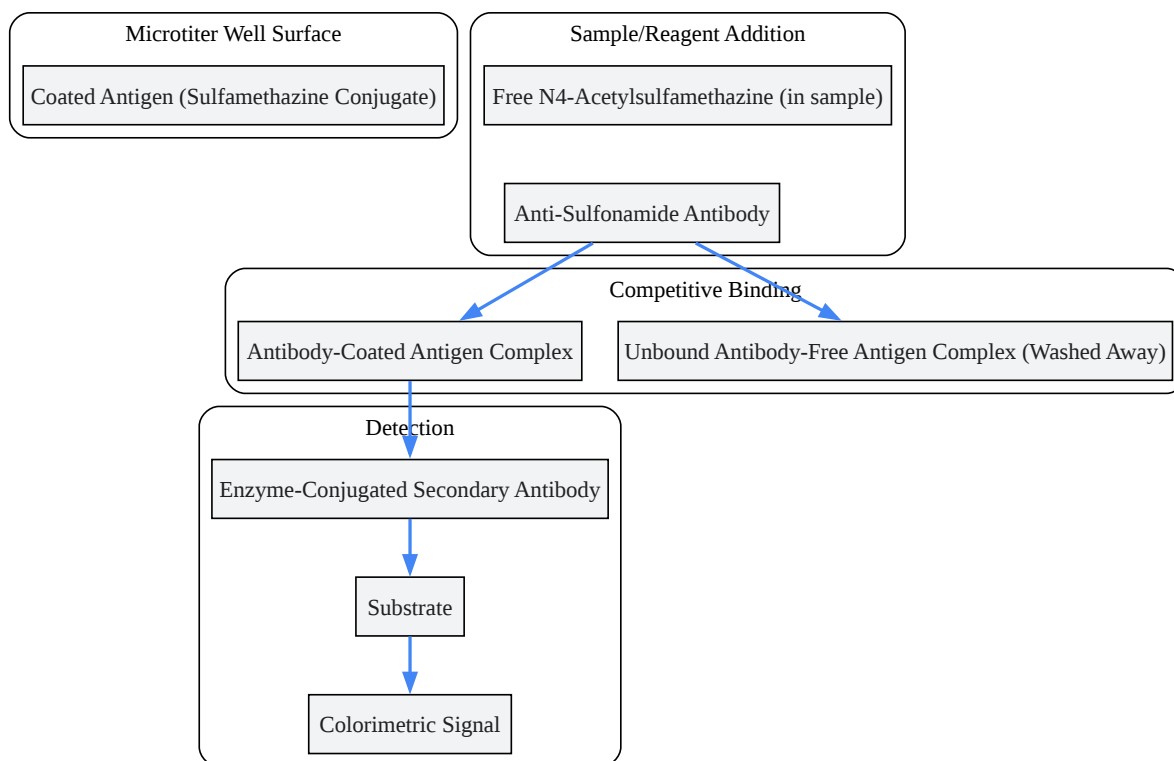 Microtiter Well Surface
Coated Antigen (Sulfamethazine Conjugate)
Sample/Reagent Addition
Free N4-Acetylsulfamethazine (in sample)
Anti-Sulfonamide Antibody
Competitive Binding
Antibody-Coated Antigen Complex
Unbound Antibody-Free Antigen Complex (Washed Away)
Detection
Enzyme-Conjugated Secondary Antibody
Substrate
Colorimetric Signal